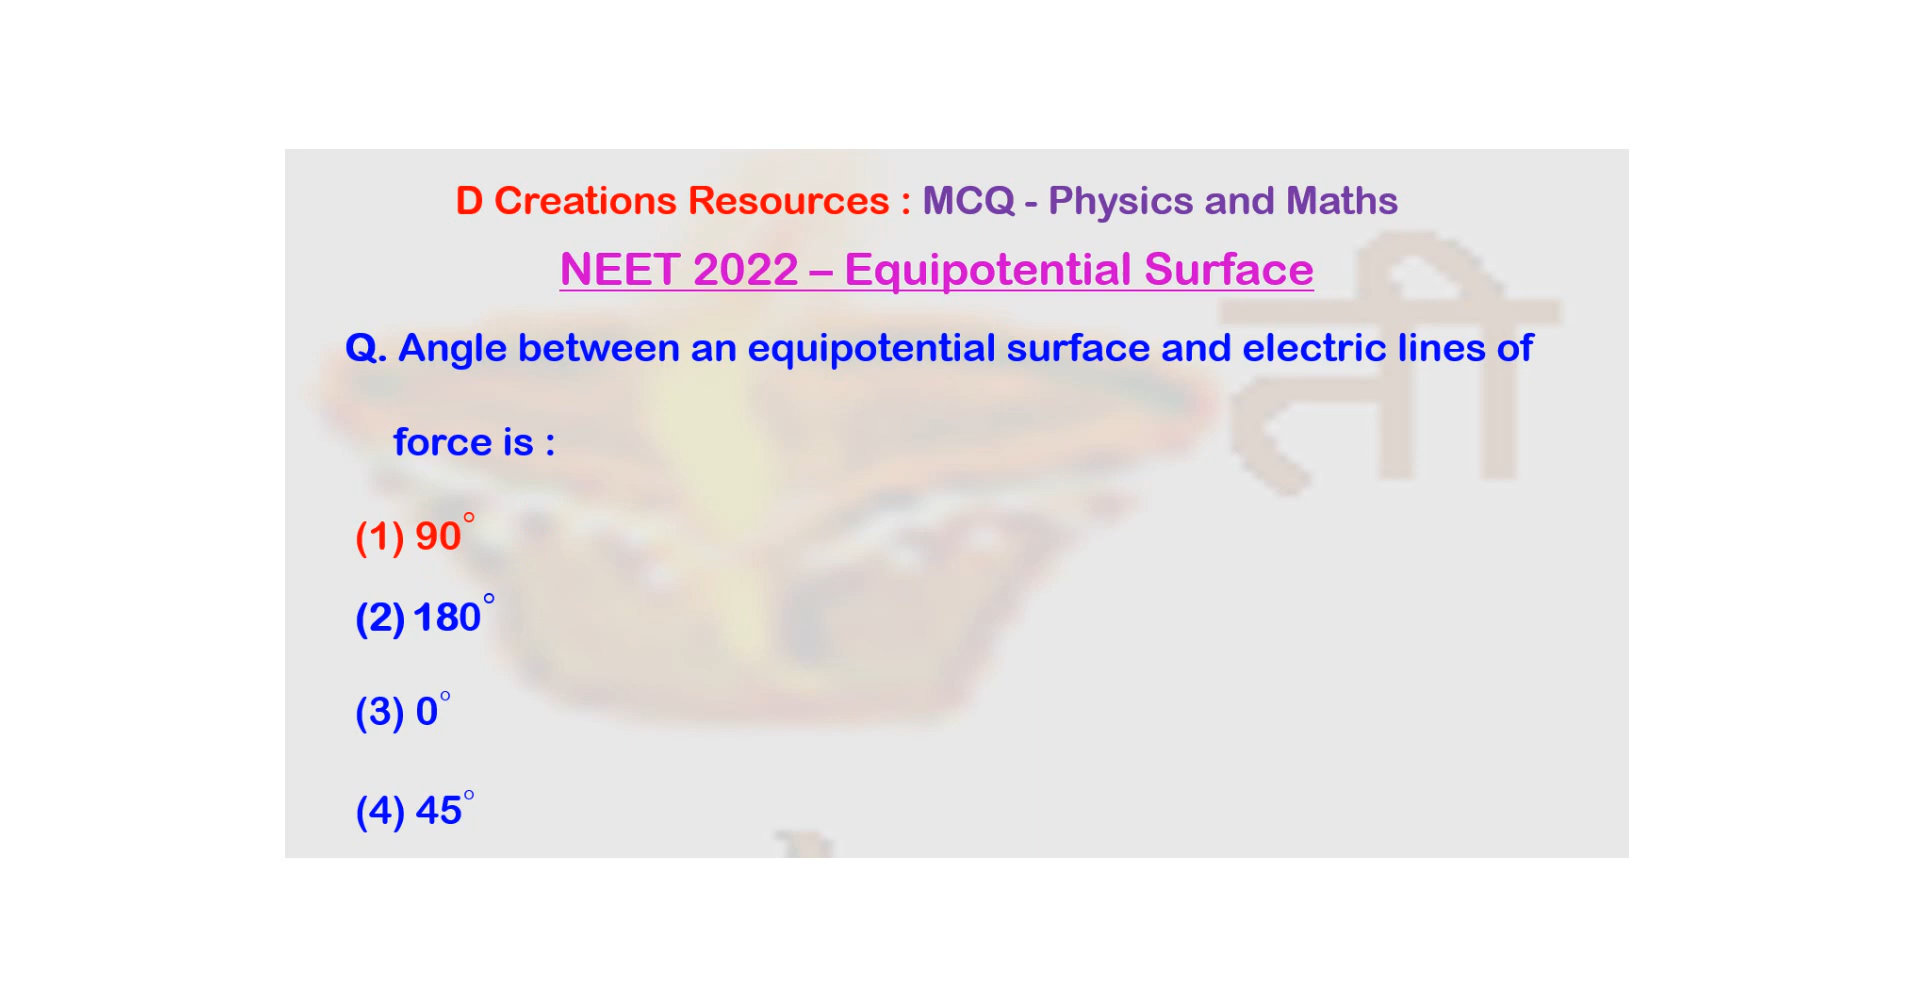 D Creations Resources : MCQ - Physics and Maths
NEET 2022 – Equipotential Surface
Q. Angle between an equipotential surface and electric lines of
force is :
(1) 90°
(2) 180°
(3) 0°
(4) 45°
ती